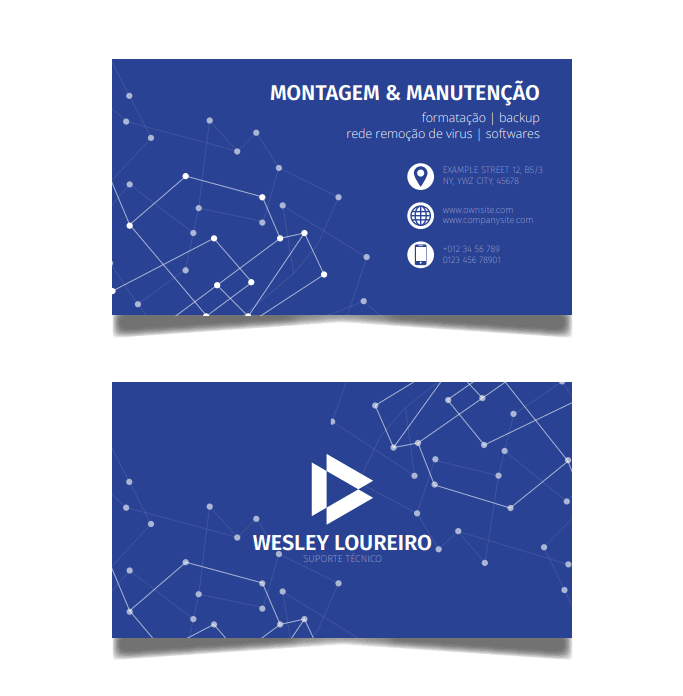 MONTAGEM & MANUTENÇÃO
formatação | backup
rede remoção de virus | softwares
EXAMPLE STREET 12, B5/3
NY, YWZ CITY, 45678
www.ownsite.com
www.companysite.com
+012 34 56 789
0123 456 78901
WESLEY LOUREIRO
SUPORTE TÉCNICO